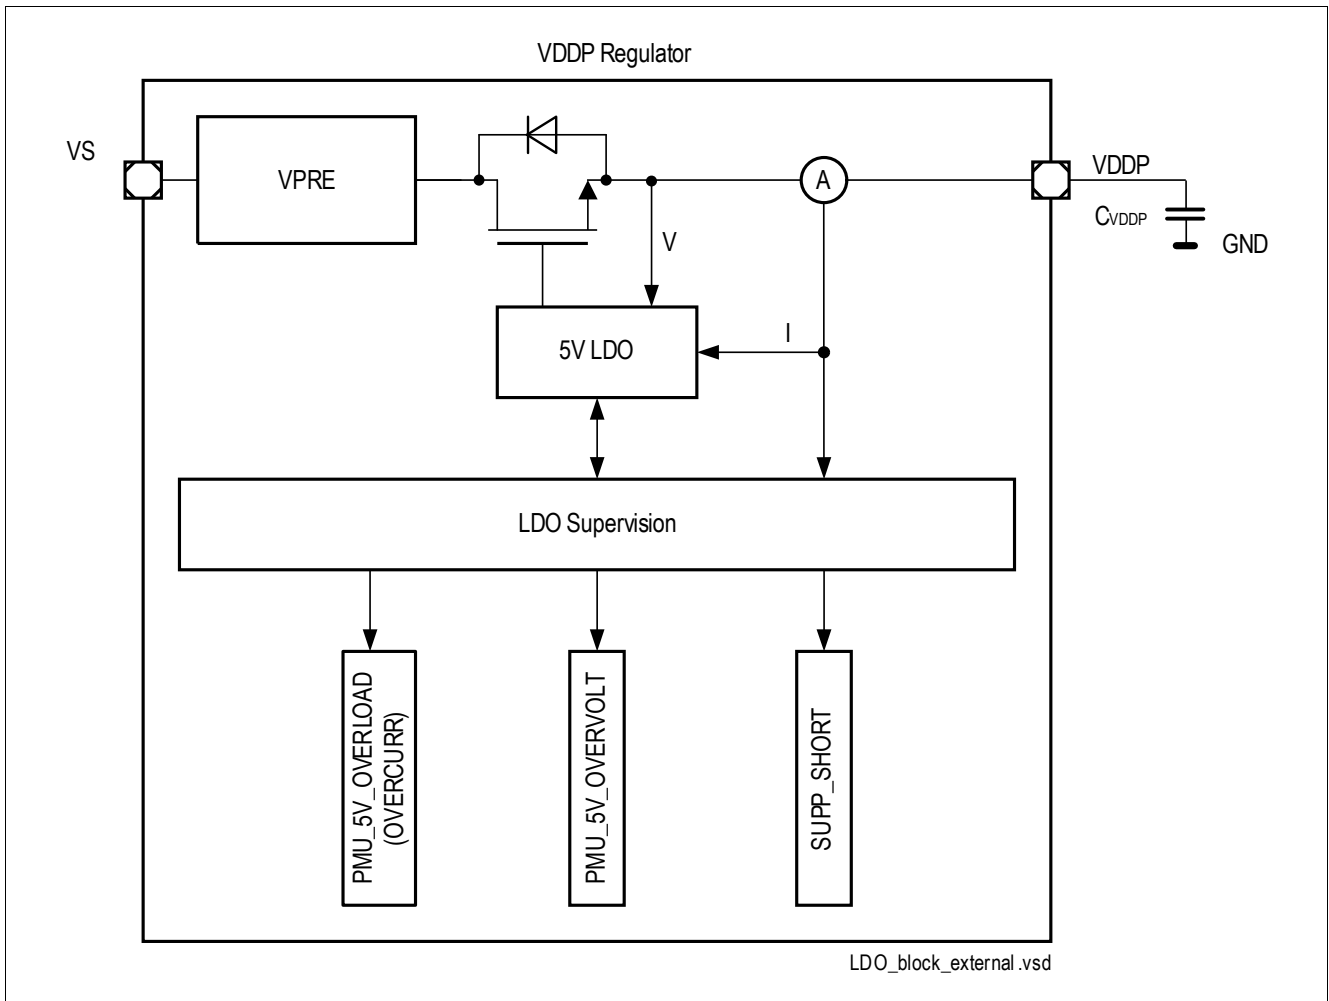 VDDP Regulator
VS
VPRE
A
VDDP
CVDDP
GND
V
I
5V LDO
LDO Supervision
PMU_5V_OVERLOAD
(OVERCURR)
PMU_5V_OVERVOLT
SUPP_SHORT
LDO_block_external.vsd